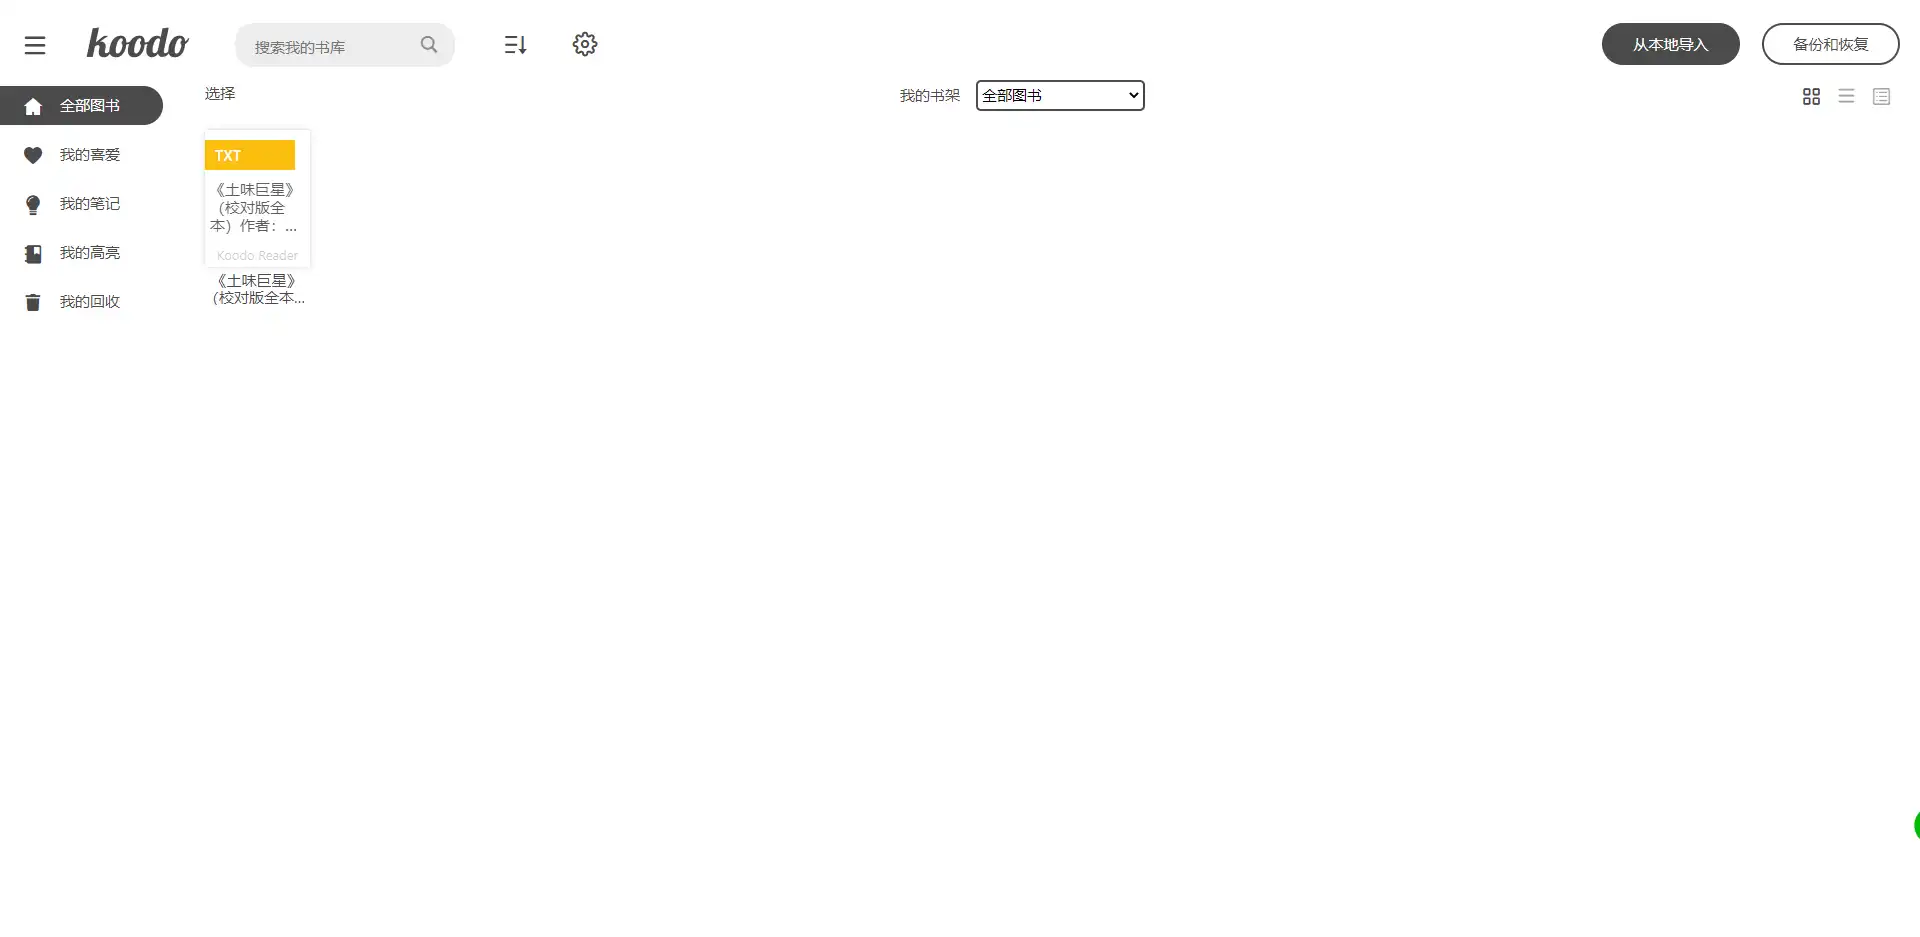 koodo
搜索我的书库
从本地导入
备份和恢复
全部图书
我的喜爱
我的笔记
我的高亮
我的回收
选择
我的书架
全部图书
TXT
《土味巨星》
（校对版全
本）作者：...
Koodo Reader
《土味巨星》
（校对版全本...